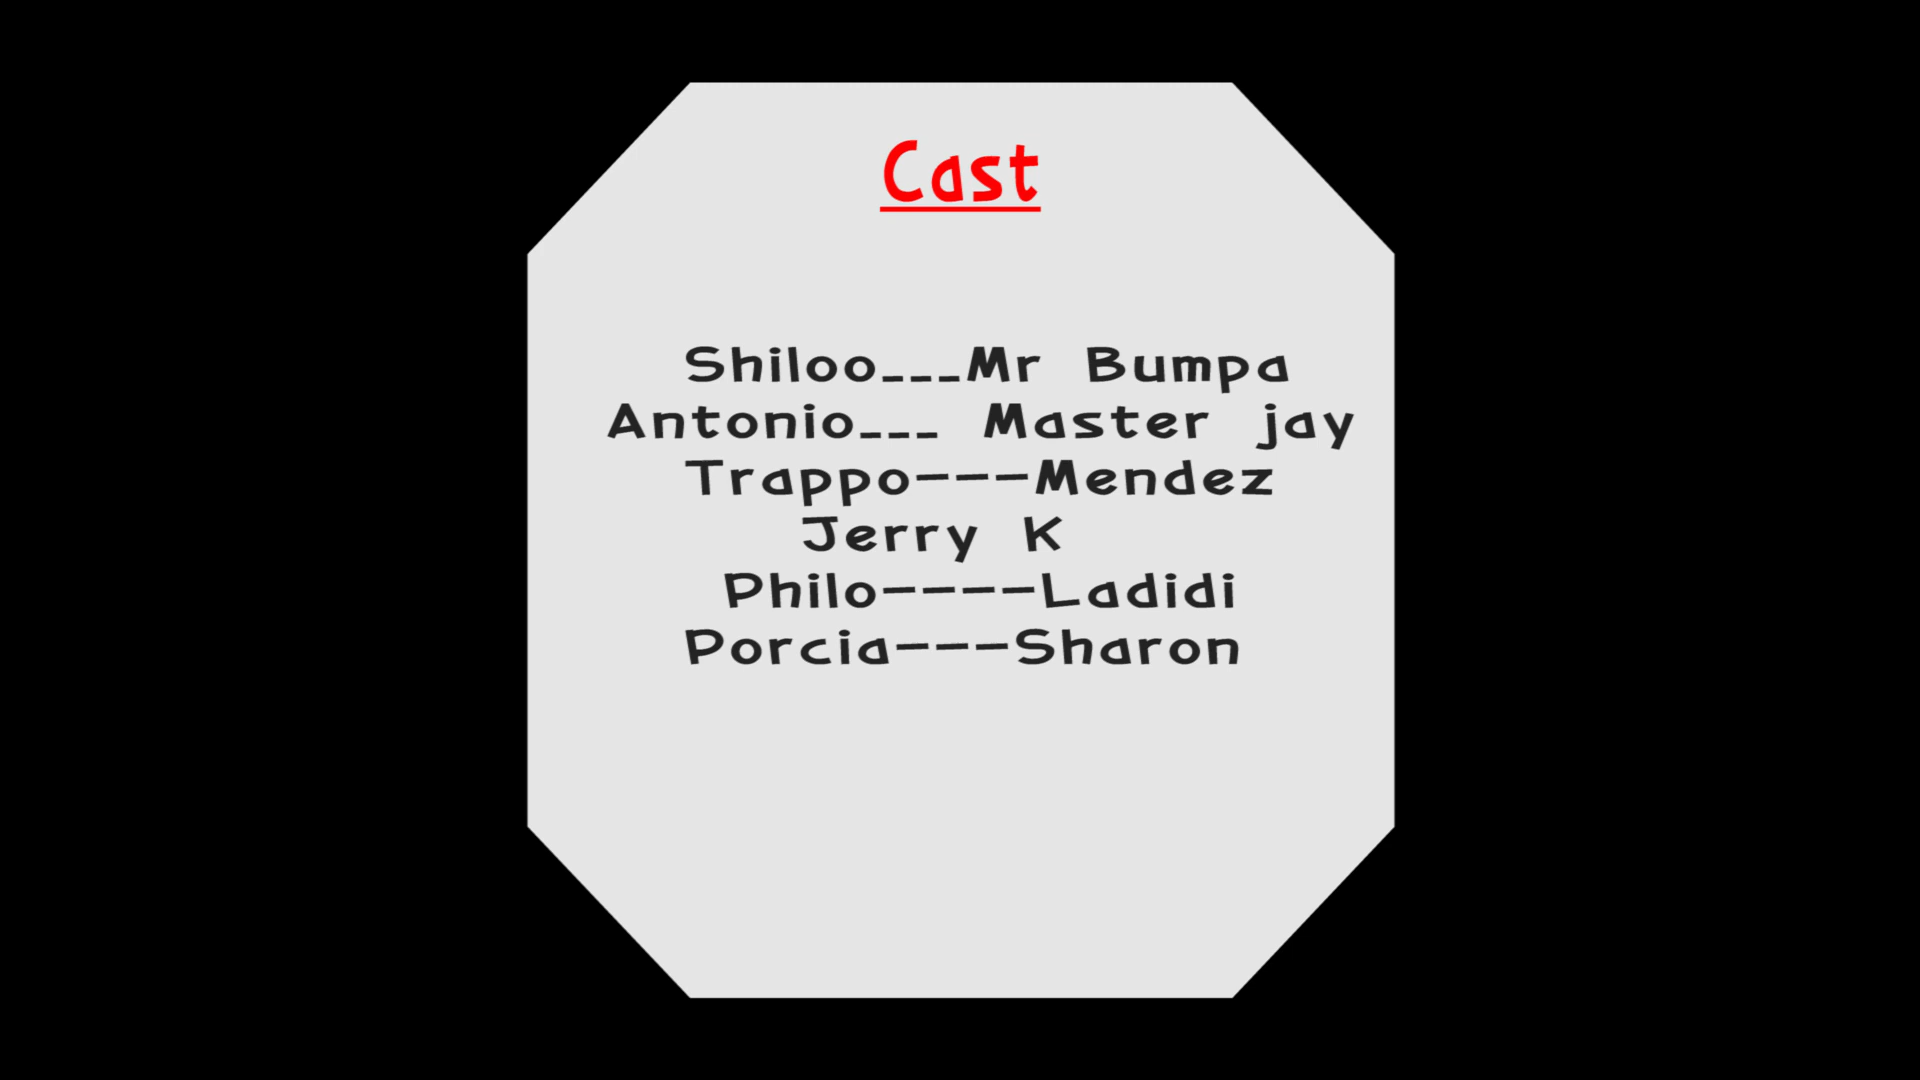 Cast
Shiloo___Mr Bumpa
Antonio___ Master jay
Trappo---Mendez
Jerry K
Philo----Ladidi
Porcia---Sharon